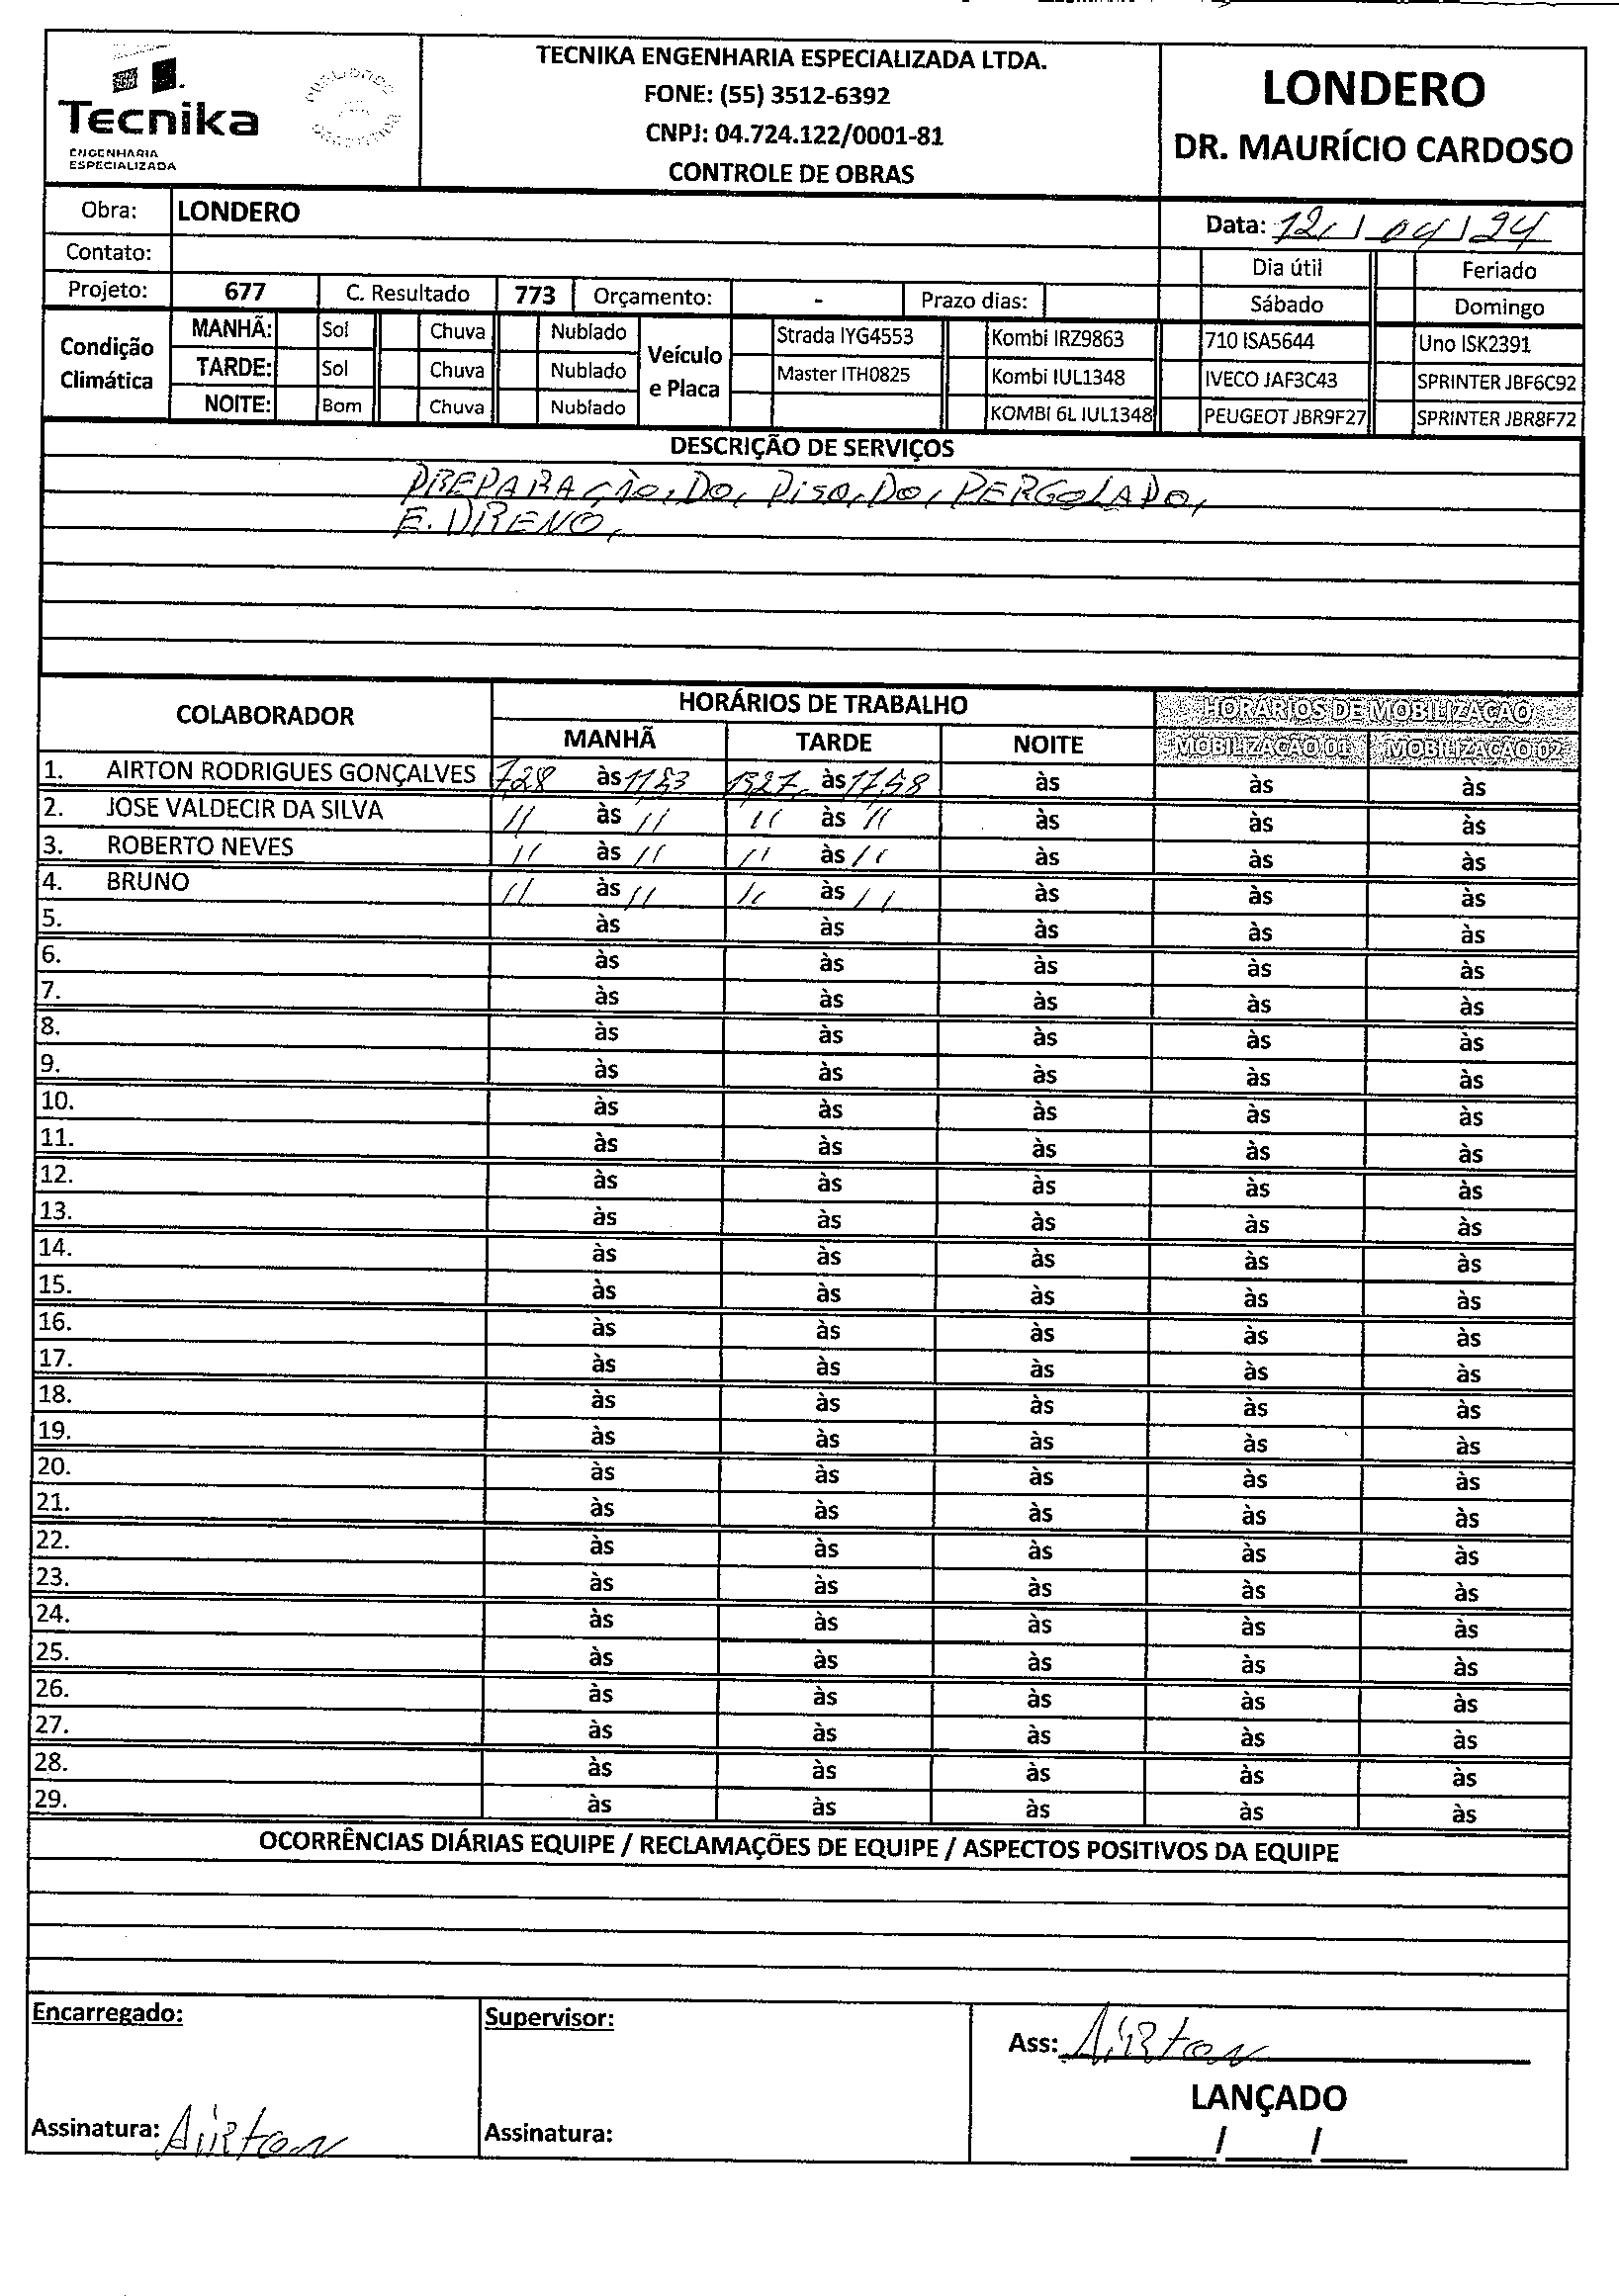 Tecnika
ENGENHARIA
ESPECIALIZADA
TECNIKA ENGENHARIA ESPECIALIZADA LTDA.
FONE: (55) 3512-6392
CNPJ: 04.724.122/0001-81
CONTROLE DE OBRAS
LONDERO
DR. MAURÍCIO CARDOSO
Obra: LONDERO
Data: 12/04/24
Contato:
Dia útil Feriado
Projeto: 677 C. Resultado 773 Orçamento: - Prazo dias: Sábado Domingo
Condição Climática
MANHÃ: Sol Chuva Nublado
TARDE: Sol Chuva Nublado
NOITE: Bom Chuva Nublado
Veículo e Placa
Strada IYG4553 Kombi IRZ9863 710 ISA5644 Uno ISK2391
Master ITH0825 Kombi IUL1348 IVECO JAF3C43 SPRINTER JBF6C92
KOMBI 6L IUL1348 PEUGEOT JBR9F27 SPRINTER JBR8F72
DESCRIÇÃO DE SERVIÇOS
PREPARAÇÃO, DO, PISO, DO, PERGOLADO,
E. DRENO,
COLABORADOR HORÁRIOS DE TRABALHO HORÁRIOS DE MOBILIZAÇÃO
MANHÃ TARDE NOITE MOBILIZAÇÃO 01 MOBILIZAÇÃO 02
1. AIRTON RODRIGUES GONÇALVES 7,28 às 11,53 13,27 às 17,58 às às às
2. JOSE VALDECIR DA SILVA 11 às 11 11 às 11 às às às
3. ROBERTO NEVES 11 às 11 11 às 11 às às às
4. BRUNO 11 às 11 11 às 11 às às às
5. às às às às às
6. às às às às às
7. às às às às às
8. às às às às às
9. às às às às às
10. às às às às às
11. às às às às às
12. às às às às às
13. às às às às às
14. às às às às às
15. às às às às às
16. às às às às às
17. às às às às às
18. às às às às às
19. às às às às às
20. às às às às às
21. às às às às às
22. às às às às às
23. às às às às às
24. às às às às às
25. às às às às às
26. às às às às às
27. às às às às às
28. às às às às às
29. às às às às às
OCORRÊNCIAS DIÁRIAS EQUIPE / RECLAMAÇÕES DE EQUIPE / ASPECTOS POSITIVOS DA EQUIPE
Encarregado:
Assinatura: Airton
Supervisor:
Assinatura:
Ass: Airton
LANÇADO
___/___/___